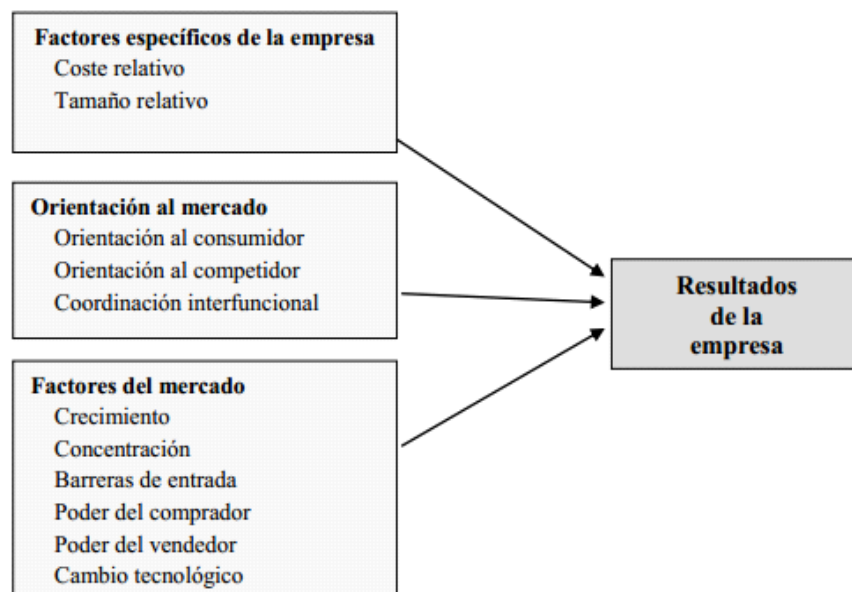 Factores específicos de la empresa
Coste relativo
Tamaño relativo
Orientación al mercado
Orientación al consumidor
Orientación al competidor
Coordinación interfuncional
Factores del mercado
Crecimiento
Concentración
Barreras de entrada
Poder del comprador
Poder del vendedor
Cambio tecnológico
Resultados
de la
empresa